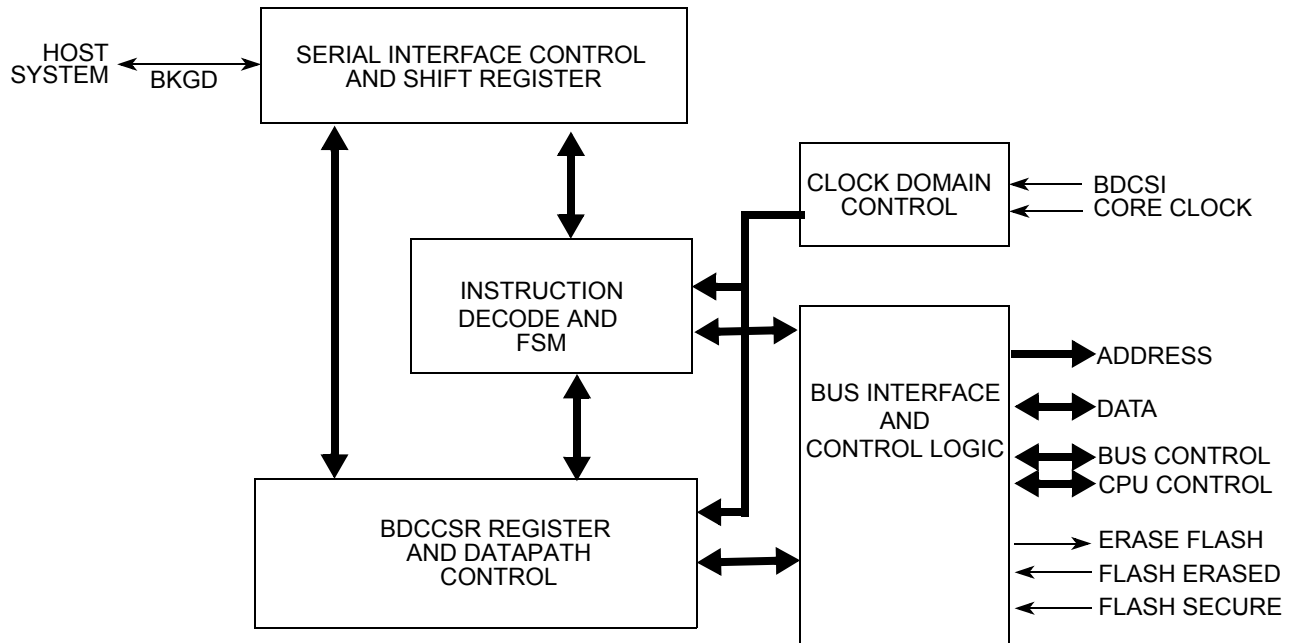 HOST
SYSTEM
BKGD
SERIAL INTERFACE CONTROL
AND SHIFT REGISTER
CLOCK DOMAIN
CONTROL
BDCSI
CORE CLOCK
INSTRUCTION
DECODE AND
FSM
BUS INTERFACE
AND
CONTROL LOGIC
ADDRESS
DATA
BUS CONTROL
CPU CONTROL
ERASE FLASH
FLASH ERASED
FLASH SECURE
BDCCSR REGISTER
AND DATAPATH
CONTROL